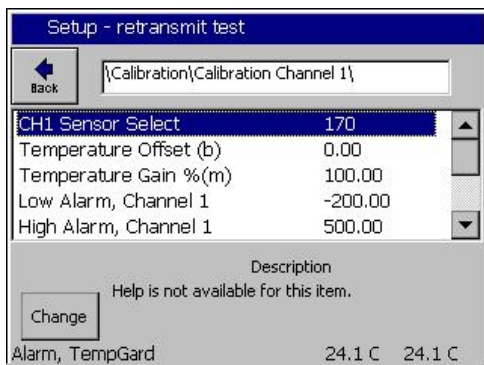 Setup - retransmit test
Back
\Calibration\Calibration Channel 1\
CH1 Sensor Select 170
Temperature Offset (b) 0.00
Temperature Gain %(m) 100.00
Low Alarm, Channel 1 -200.00
High Alarm, Channel 1 500.00
Description
Help is not available for this item.
Change
Alarm, TempGard 24.1 C 24.1 C